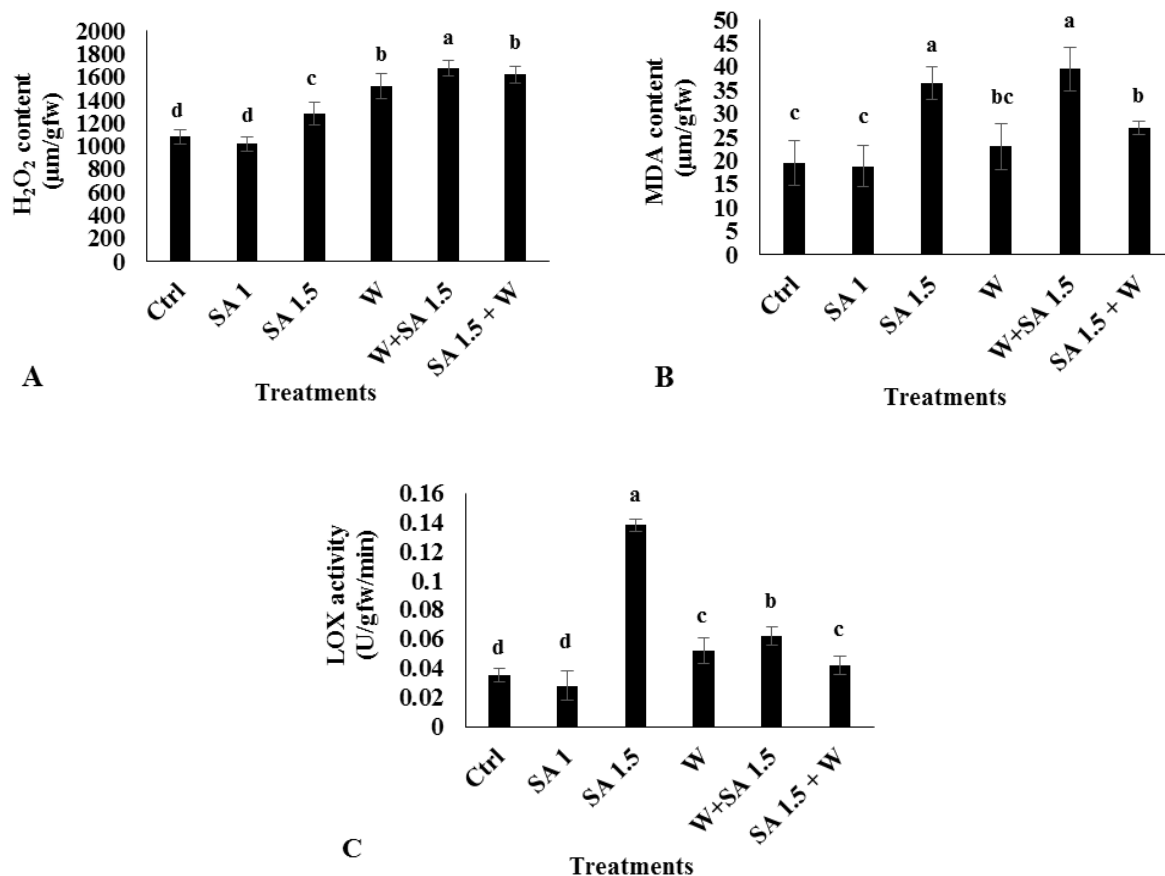 H₂O₂ content
(µm/gfw)
2000
1800
1600
1400
1200
1000
800
600
400
200
0
d
d
c
b
a
b
Ctrl
SA 1
SA 1.5
W
W+SA 1.5
SA 1.5 + W
A
Treatments
MDA content
(µm/gfw)
50
45
40
35
30
25
20
15
10
5
0
c
c
a
bc
a
b
Ctrl
SA 1
SA 1.5
W
W+SA 1.5
SA 1.5 + W
B
Treatments
LOX activity
(U/gfw/min)
0.16
0.14
0.12
0.1
0.08
0.06
0.04
0.02
0
d
d
a
c
b
c
Ctrl
SA 1
SA 1.5
W
W+SA 1.5
SA 1.5 + W
C
Treatments